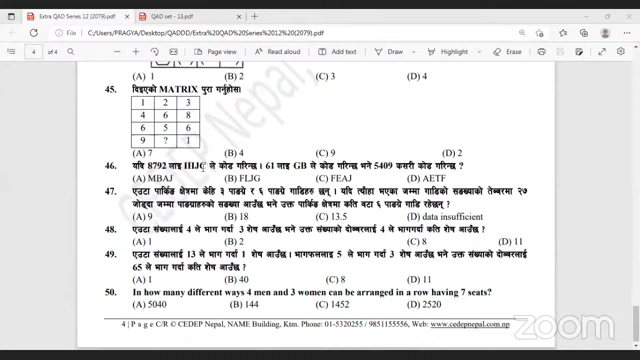 Extra QAD Series 12 (2079).pdf
QAD set - 13.pdf
File | C:/Users/PRAGYA/Desktop/QADDD/Extra%20QAD%20Series%2012%20(2079).pdf
4 of 4
Page view | Read aloud | Add text | Draw Highlight Erase
(A) 1 (B) 2 (C) 3 (D) 4
45. दिइएको MATRIX पुरा गर्नुहोस।
1 2 3
4 6 8
6 5 6
9 ? 1
(A) 7 (B) 4 (C) 9 (D) 2
46. यदि 8792 लाई IHJC ले कोड गरिन्छ। 61 लाइ GB ले कोड गरिन्छ भने 5409 कसरी कोड गरिन्छ ?
(A) MBAJ (B) FLJG (C) FEAJ (D) AETF
47. एउटा पार्किङ क्षेत्रमा केहि ३ पाङग्रे र ६ पाङग्रे गाडिहरु छन्। यदि त्यँहा भएका जम्मा गाडिको सङख्याको तेब्बरमा २७
जोड्दा जम्मा पाङग्राहरुको सङख्या आउँछ भने उक्त पार्किङ क्षेत्रमा कति वटा ६ पाङग्रे गाडि रहेछन् ?
(A) 9 (B) 18 (C) 13.5 (D) data insufficient
48. एउटा संख्यालाई 4 ले भाग गर्दा 3 शेष आउँछ भने उक्त संख्याको दोब्बरलाई 4 ले भागगर्दा कति शेष आउँछ ?
(A) 1 (B) 2 (C) 8 (D) 11
49. एउटा संख्यालाई 13 ले भाग गर्दा 1 शेष आउँछ। भागफललाई 5 ले भाग गर्दा 3 शेष आउँछ भने उक्त संख्याको दोब्बरलाई
65 ले भाग गर्दा कति शेष आउँछ ?
(A) 1 (B) 40 (C) 8 (D) 11
50. In how many different ways 4 men and 3 women can be arranged in a row having 7 seats?
(A) 5040 (B) 144 (C) 1452 (D) 2520
4 | P a g e C/R © CEDEP Nepal, NAME Building, Ktm. Phone: 01-5320255 / 9851155556, Web: www.cedepnepal.com.np
zoom